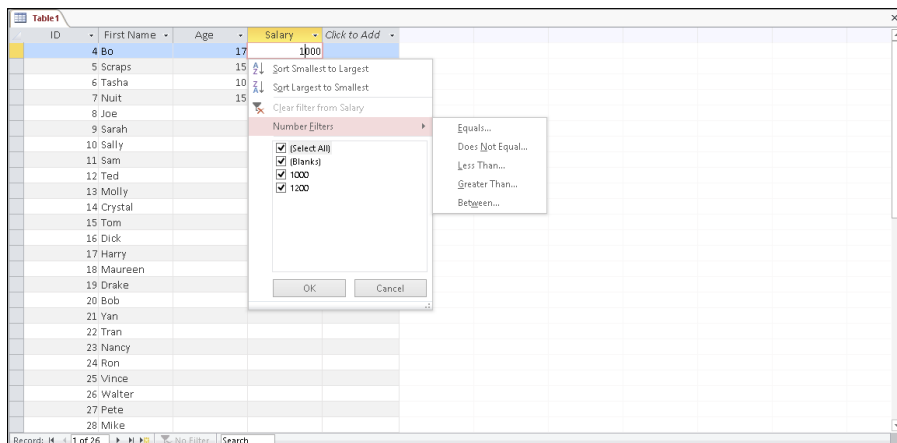 Table1
ID First Name Age Salary Click to Add
4 Bo 17 1000
5 Scraps 15
6 Tasha 10
7 Nuit 15
8 Joe
9 Sarah
10 Sally
11 Sam
12 Ted
13 Molly
14 Crystal
15 Tom
16 Dick
17 Harry
18 Maureen
19 Drake
20 Bob
21 Yan
22 Tran
23 Nancy
24 Ron
25 Vince
26 Walter
27 Pete
28 Mike
Sort Smallest to Largest
Sort Largest to Smallest
Clear filter from Salary
Number Filters
(Select All)
(Blanks)
1000
1200
OK Cancel
Equals...
Does Not Equal...
Less Than...
Greater Than...
Between...
Record: 1 of 26 No Filter Search